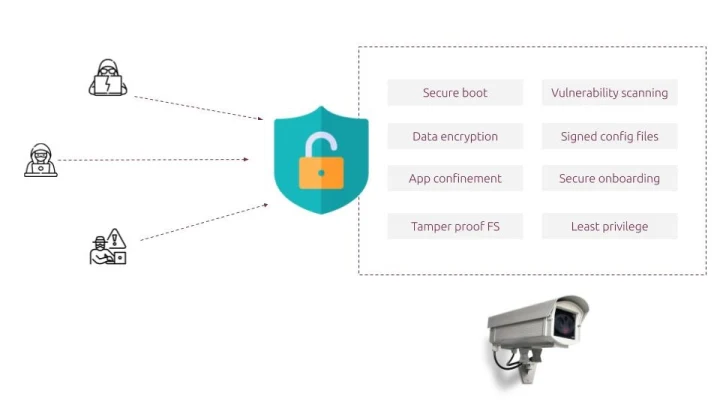 Secure boot
Vulnerability scanning
Data encryption
Signed config files
App confinement
Secure onboarding
Tamper proof FS
Least privilege